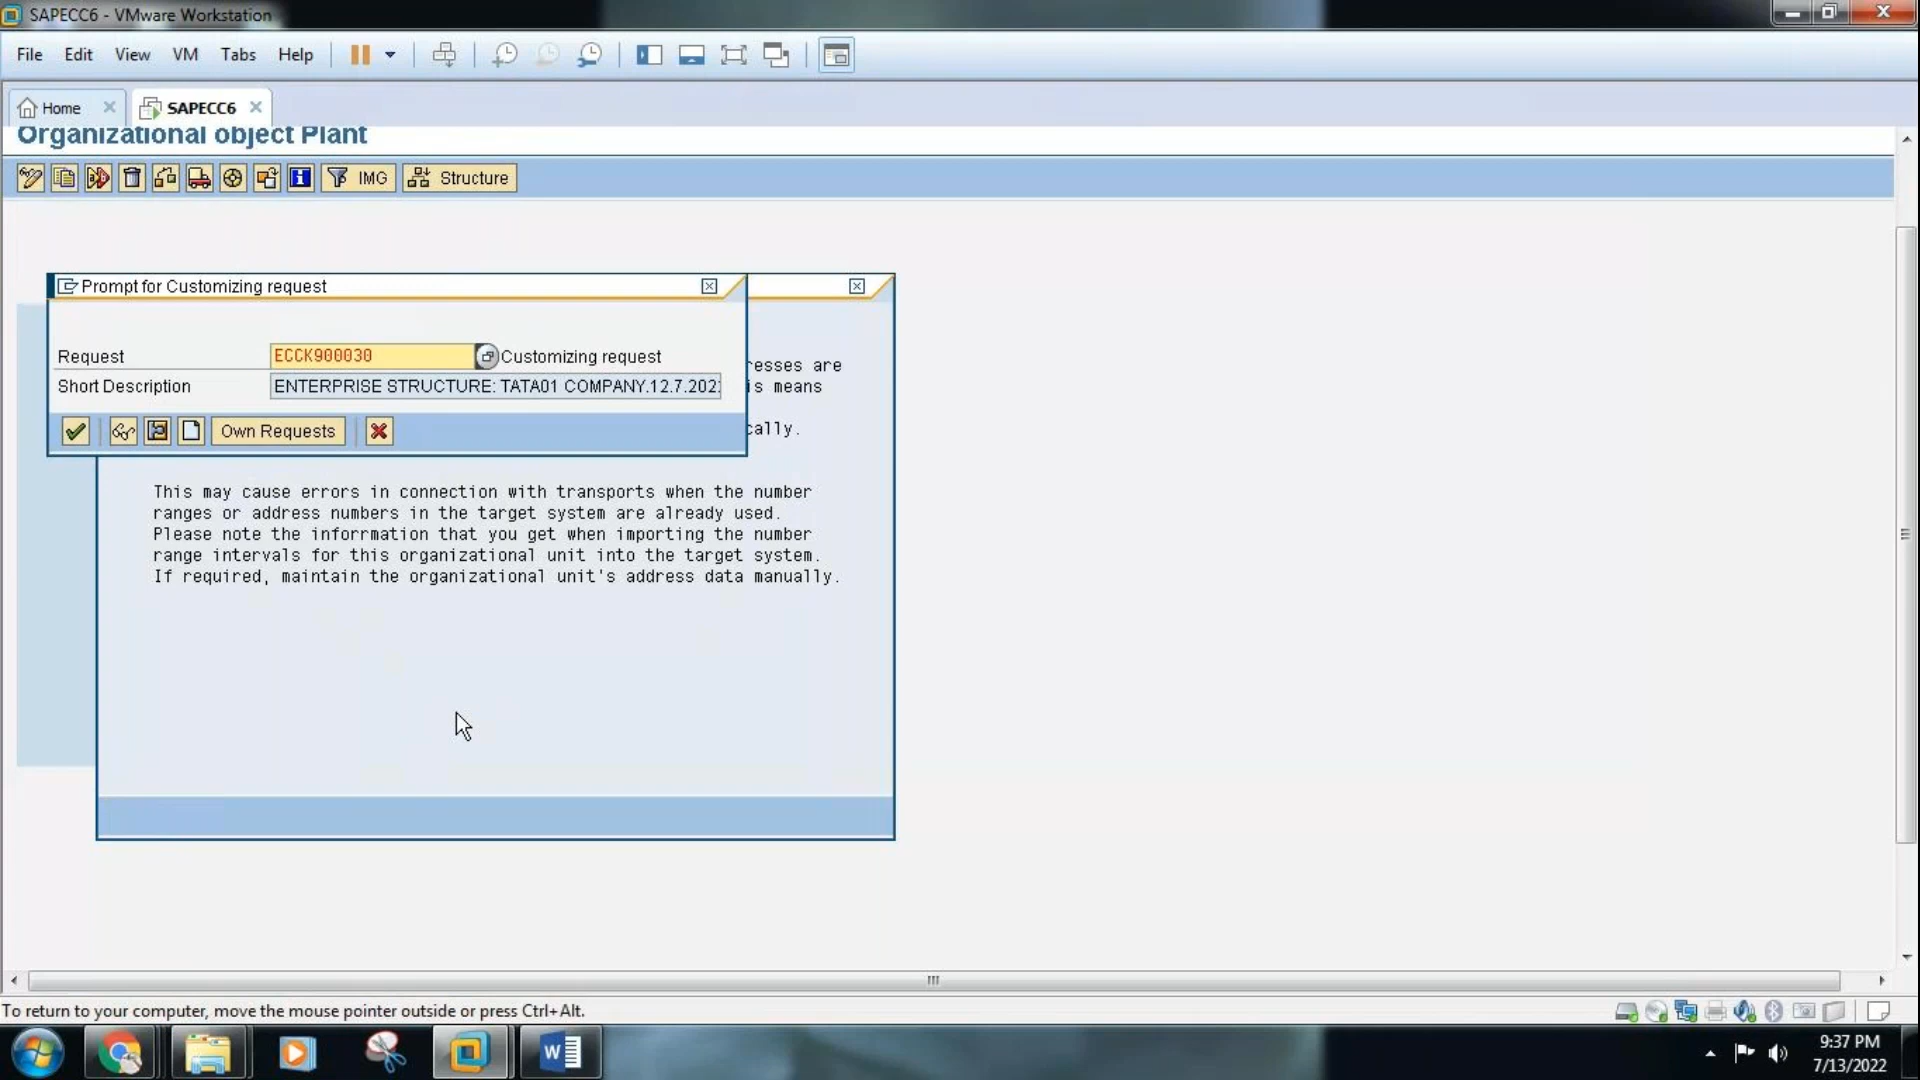 SAPECC6 - VMware Workstation
File Edit View VM Tabs Help
Home SAPECC6
Organizational object Plant
IMG Structure
Prompt for Customizing request
Request ECCK900030 Customizing request
Short Description ENTERPRISE STRUCTURE: TATA01 COMPANY.12.7.202
Own Requests
resses are
is means
cally.
This may cause errors in connection with transports when the number
ranges or address numbers in the target system are already used.
Please note the inforrmation that you get when importing the number
range intervals for this organizational unit into the target system.
If required, maintain the organizational unit's address data manually.
To return to your computer, move the mouse pointer outside or press Ctrl+Alt.
9:37 PM
7/13/2022